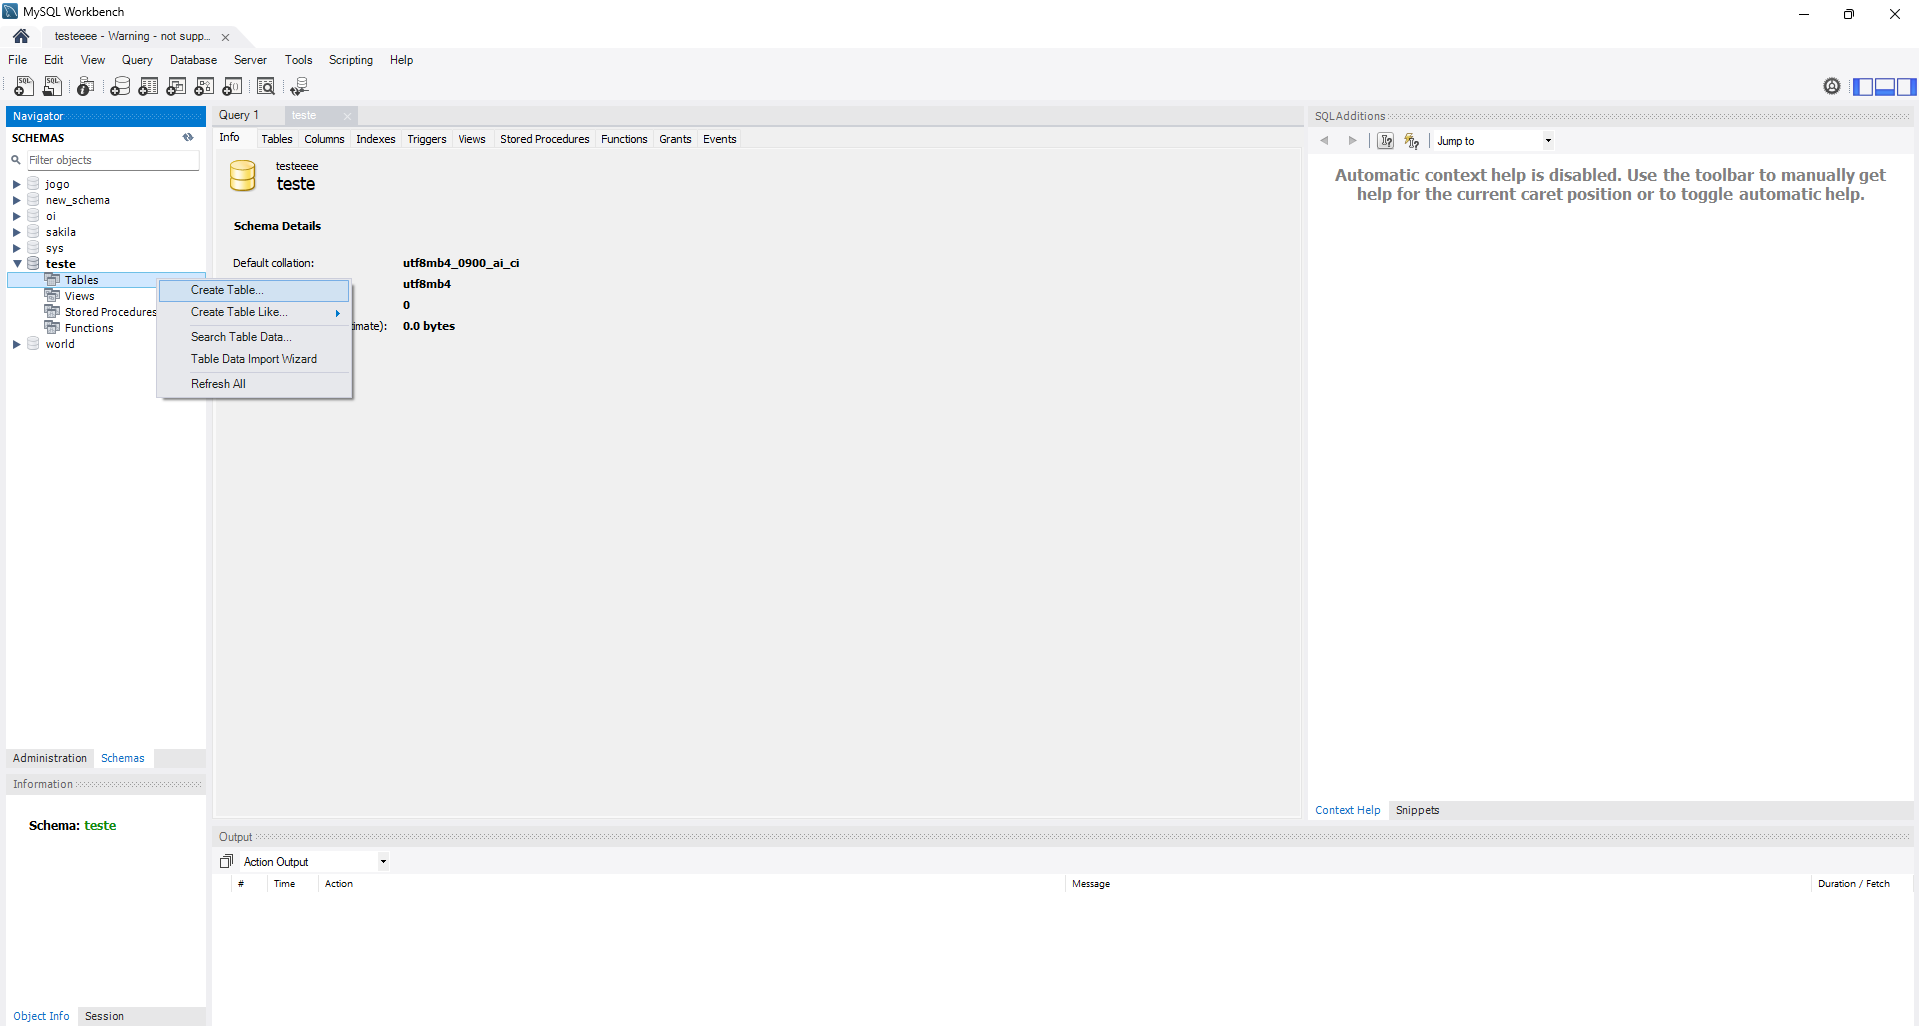 MySQL Workbench
testeeee - Warning - not supp...
File Edit View Query Database Server Tools Scripting Help
Navigator
SCHEMAS
Filter objects
jogo
new_schema
oi
sakila
sys
teste
Tables
Views
Stored Procedures
Functions
world
Create Table...
Create Table Like...
Search Table Data...
Table Data Import Wizard
Refresh All
Administration Schemas
Information
Schema: teste
Object Info Session
Query 1 teste
Info Tables Columns Indexes Triggers Views Stored Procedures Functions Grants Events
testeeee
teste
Schema Details
Default collation: utf8mb4_0900_ai_ci
utf8mb4
0
imate): 0.0 bytes
SQLAdditions
Jump to
Automatic context help is disabled. Use the toolbar to manually get
help for the current caret position or to toggle automatic help.
Context Help Snippets
Output
Action Output
# Time Action Message Duration / Fetch